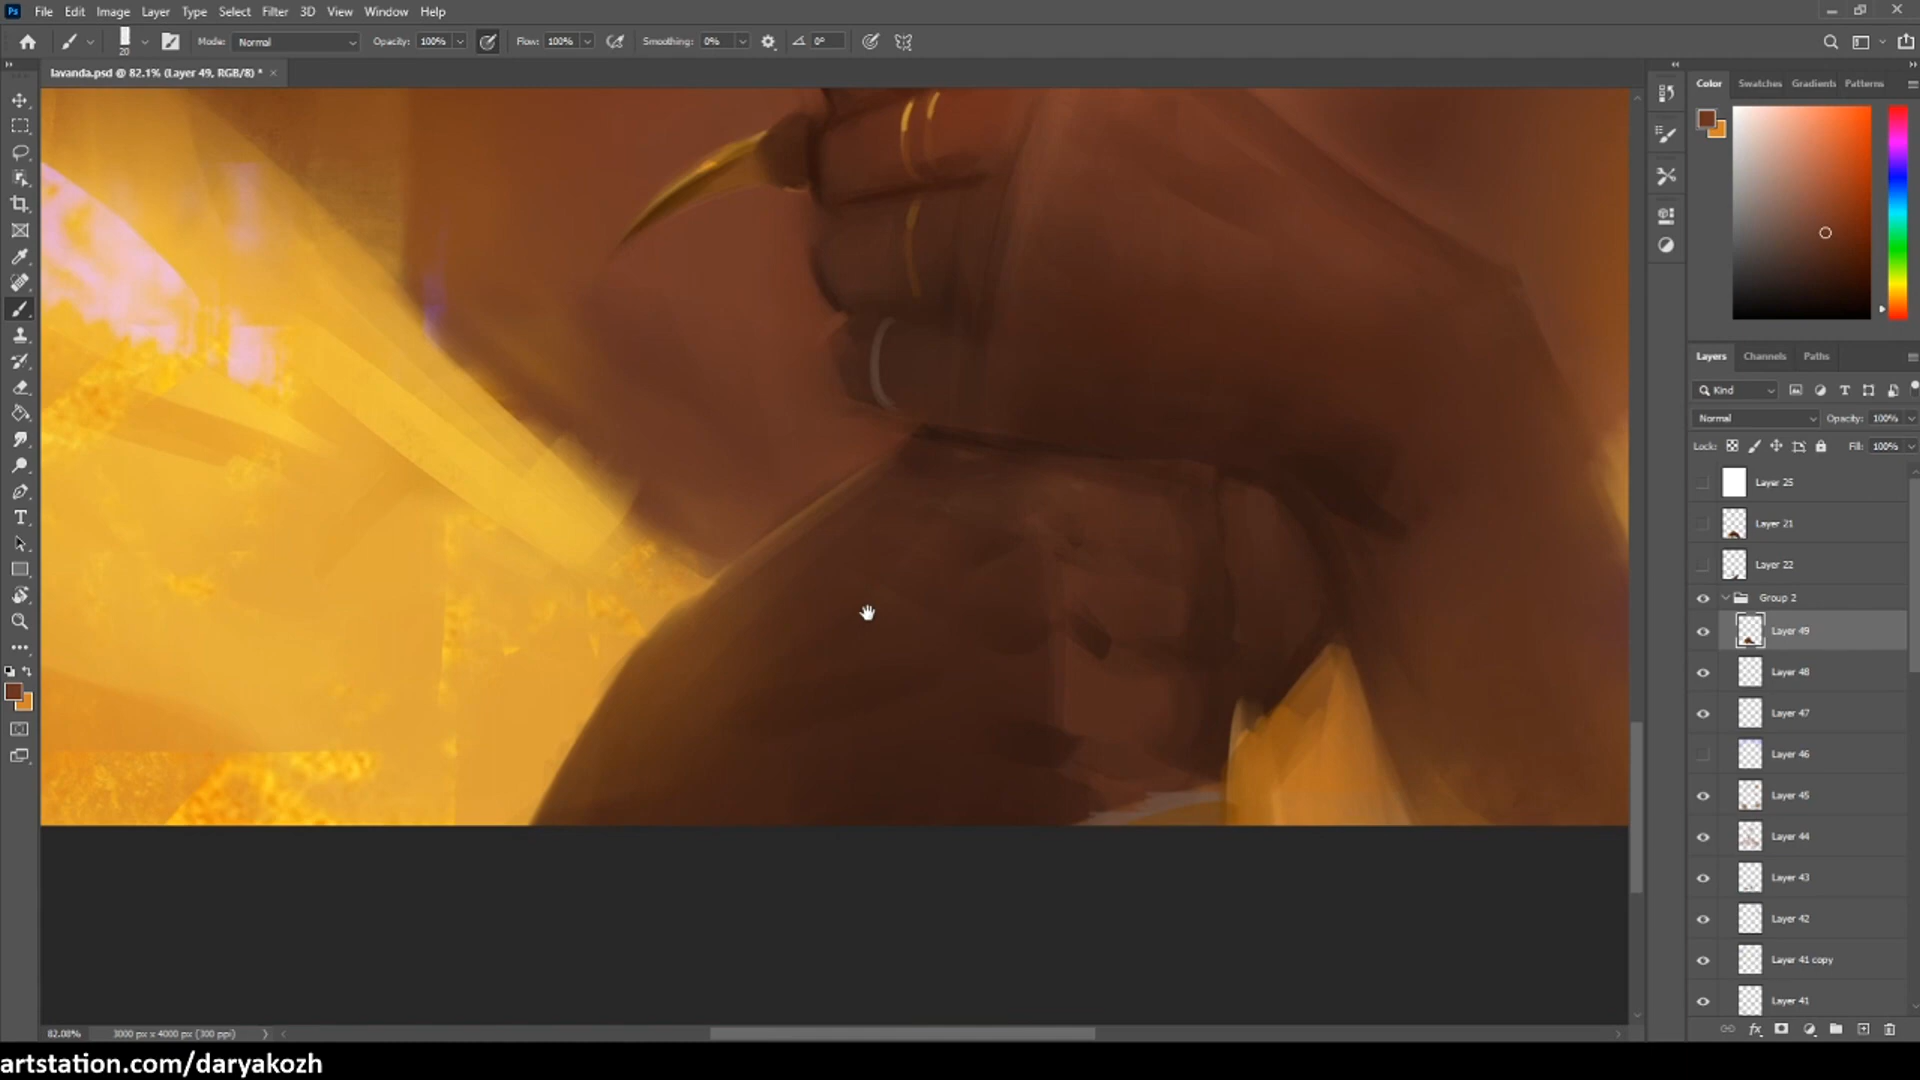 Ps File Edit Image Layer Type Select Filter 3D View Window Help
20 Mode: Normal Opacity: 100% Flow: 100% Smoothing: 0% 0°
lavanda.psd @ 82.1% (Layer 49, RGB/8) * ×
Color Swatches Gradients Patterns
Layers Channels Paths
Kind
Normal Opacity: 100%
Lock: Fill: 100%
Layer 25
Layer 21
Layer 22
Group 2
Layer 49
Layer 48
Layer 47
Layer 46
Layer 45
Layer 44
Layer 43
Layer 42
Layer 41 copy
Layer 41
82.08% 3000 px x 4000 px (300 ppi)
artstation.com/daryakozh